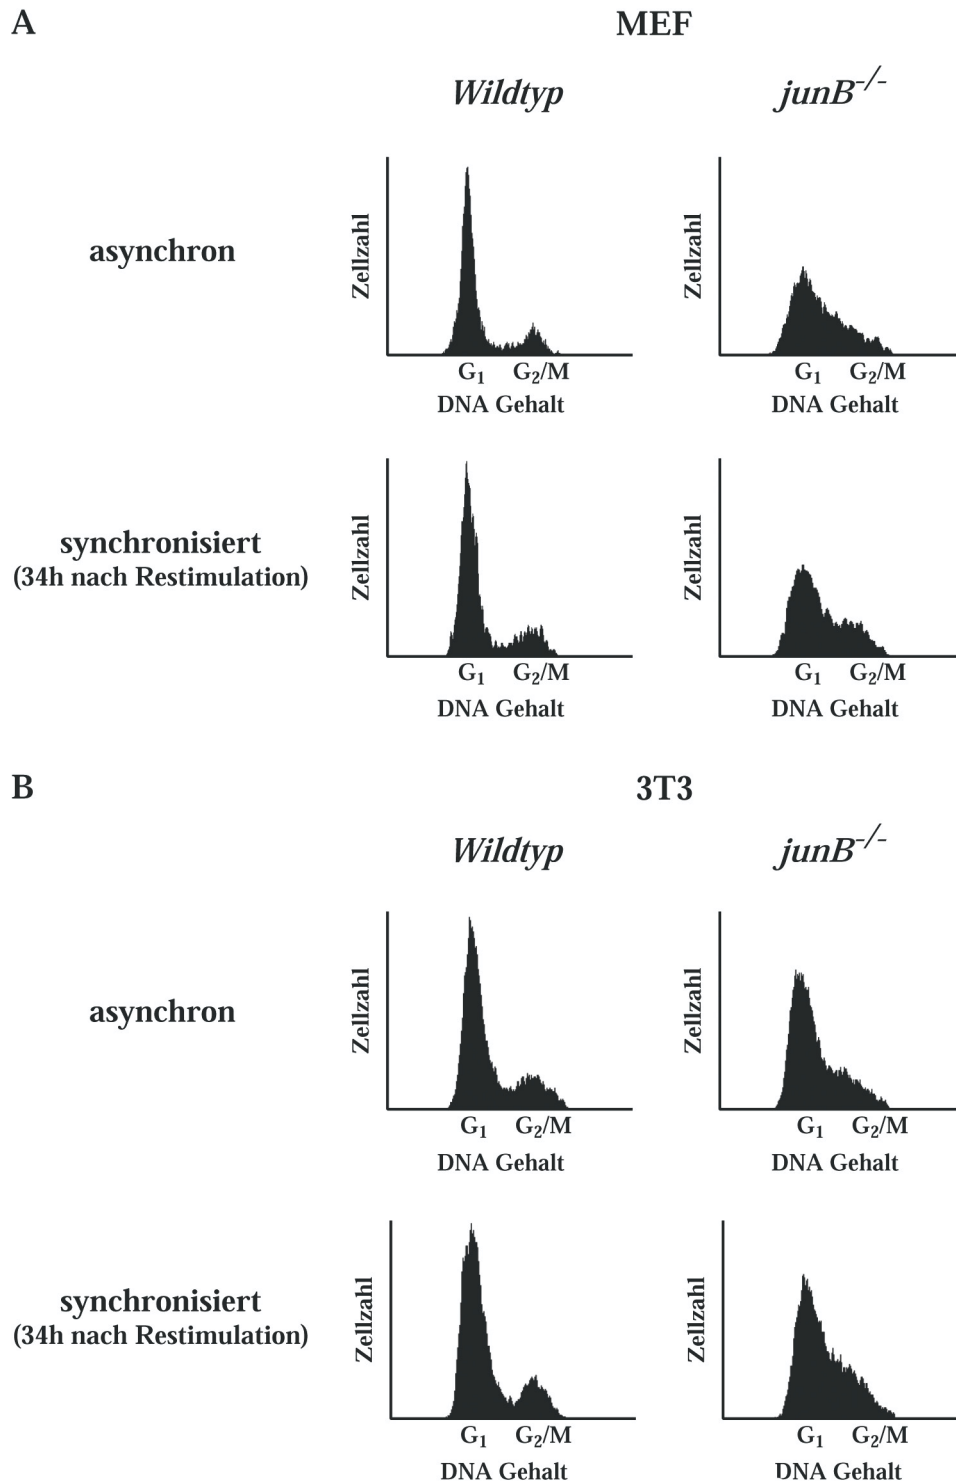 A
MEF
Wildtyp
junB-/-
asynchron
Zellzahl
Zellzahl
G1 G2/M
G1 G2/M
DNA Gehalt
DNA Gehalt
synchronisiert
(34h nach Restimulation)
Zellzahl
Zellzahl
G1 G2/M
G1 G2/M
DNA Gehalt
DNA Gehalt
B
3T3
Wildtyp
junB-/-
asynchron
Zellzahl
Zellzahl
G1 G2/M
G1 G2/M
DNA Gehalt
DNA Gehalt
synchronisiert
(34h nach Restimulation)
Zellzahl
Zellzahl
G1 G2/M
G1 G2/M
DNA Gehalt
DNA Gehalt